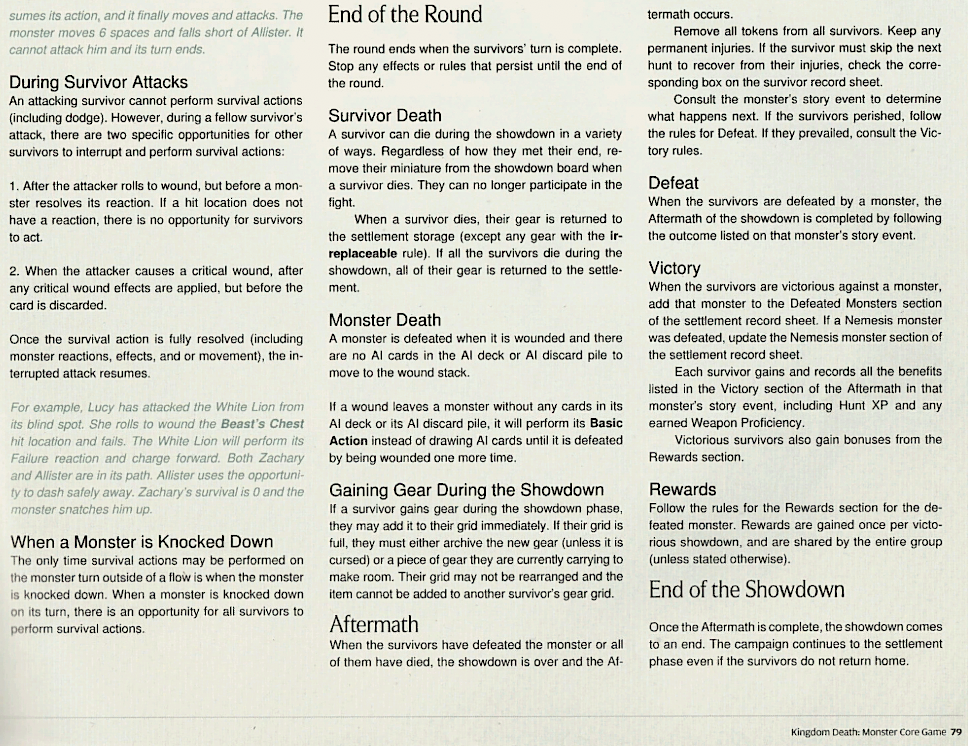 sumes its action, and it finally moves and attacks. The
monster moves 6 spaces and falls short of Allister. It
cannot attack him and its turn ends.
During Survivor Attacks
An attacking survivor cannot perform survival actions
(including dodge). However, during a fellow survivor's
attack, there are two specific opportunities for other
survivors to interrupt and perform survival actions:
1. After the attacker rolls to wound, but before a mon-
ster resolves its reaction. If a hit location does not
have a reaction, there is no opportunity for survivors
to act.
2. When the attacker causes a critical wound, after
any critical wound effects are applied, but before the
card is discarded.
Once the survival action is fully resolved (including
monster reactions, effects, and or movement), the in-
terrupted attack resumes.
For example, Lucy has attacked the White Lion from
its blind spot. She rolls to wound the Beast's Chest
hit location and fails. The White Lion will perform its
Failure reaction and charge forward. Both Zachary
and Allister are in its path. Allister uses the opportuni-
ty to dash safely away. Zachary's survival is 0 and the
monster snatches him up.
When a Monster is Knocked Down
The only time survival actions may be performed on
the monster turn outside of a flow is when the monster
is knocked down. When a monster is knocked down
on its turn, there is an opportunity for all survivors to
perform survival actions.
End of the Round
The round ends when the survivors' turn is complete.
Stop any effects or rules that persist until the end of
the round.
Survivor Death
A survivor can die during the showdown in a variety
of ways. Regardless of how they met their end, re-
move their miniature from the showdown board when
a survivor dies. They can no longer participate in the
fight.
When a survivor dies, their gear is returned to
the settlement storage (except any gear with the ir-
replaceable rule). If all the survivors die during the
showdown, all of their gear is returned to the settle-
ment.
Monster Death
A monster is defeated when it is wounded and there
are no AI cards in the AI deck or AI discard pile to
move to the wound stack.
If a wound leaves a monster without any cards in its
AI deck or its AI discard pile, it will perform its Basic
Action instead of drawing AI cards until it is defeated
by being wounded one more time.
Gaining Gear During the Showdown
If a survivor gains gear during the showdown phase,
they may add it to their grid immediately. If their grid is
full, they must either archive the new gear (unless it is
cursed) or a piece of gear they are currently carrying to
make room. Their grid may not be rearranged and the
item cannot be added to another survivor's gear grid.
Aftermath
When the survivors have defeated the monster or all
of them have died, the showdown is over and the Af-
termath occurs.
Remove all tokens from all survivors. Keep any
permanent injuries. If the survivor must skip the next
hunt to recover from their injuries, check the corre-
sponding box on the survivor record sheet.
Consult the monster's story event to determine
what happens next. If the survivors perished, follow
the rules for Defeat. If they prevailed, consult the Vic-
tory rules.
Defeat
When the survivors are defeated by a monster, the
Aftermath of the showdown is completed by following
the outcome listed on that monster's story event.
Victory
When the survivors are victorious against a monster,
add that monster to the Defeated Monsters section
of the settlement record sheet. If a Nemesis monster
was defeated, update the Nemesis monster section of
the settlement record sheet.
Each survivor gains and records all the benefits
listed in the Victory section of the Aftermath in that
monster's story event, including Hunt XP and any
earned Weapon Proficiency.
Victorious survivors also gain bonuses from the
Rewards section.
Rewards
Follow the rules for the Rewards section for the de-
feated monster. Rewards are gained once per victo-
rious showdown, and are shared by the entire group
(unless stated otherwise).
End of the Showdown
Once the Aftermath is complete, the showdown comes
to an end. The campaign continues to the settlement
phase even if the survivors do not return home.
Kingdom Death: Monster Core Game 79